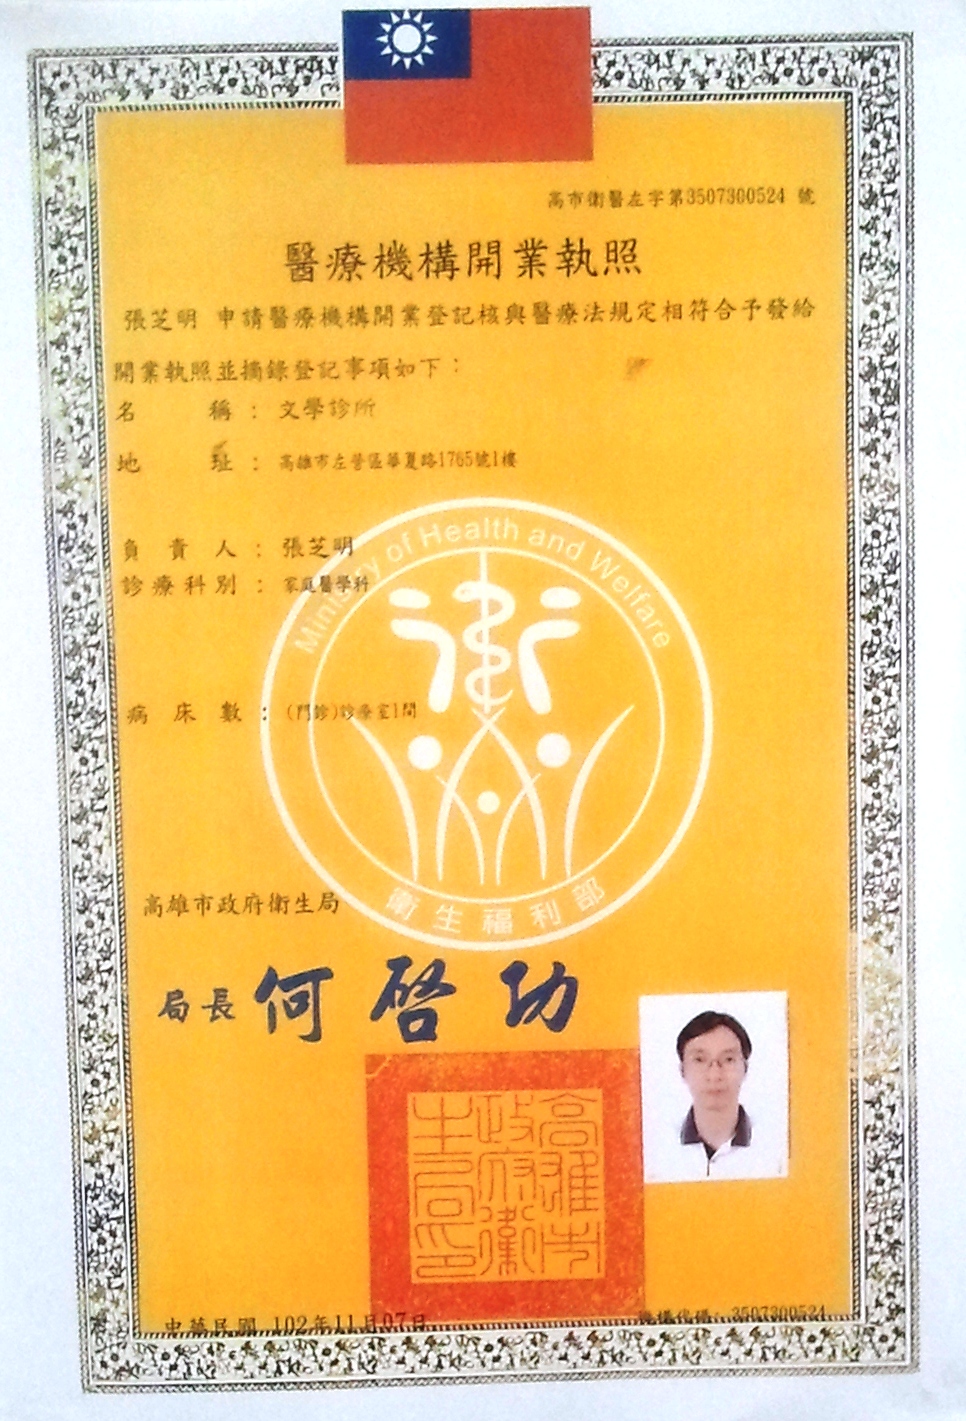 高市衛醫左字第3507300524 號
醫療機構開業執照
張芝明 申請醫療機構開業登記核與醫療法規定相符合予發給
開業執照並摘錄登記事項如下：
名 稱：文學診所
地 址：高雄市左營區華夏路1765號1樓
負 責 人：張芝明
診療科別：家庭醫學科
病 床 數：(門診)診療室1間
Ministry of Health and Welfare
衛生福利部
高雄市政府衛生局
局長 何啓功
高雄市政府衛生局印
中華民國 102年11月07日
機構代碼：3507300524